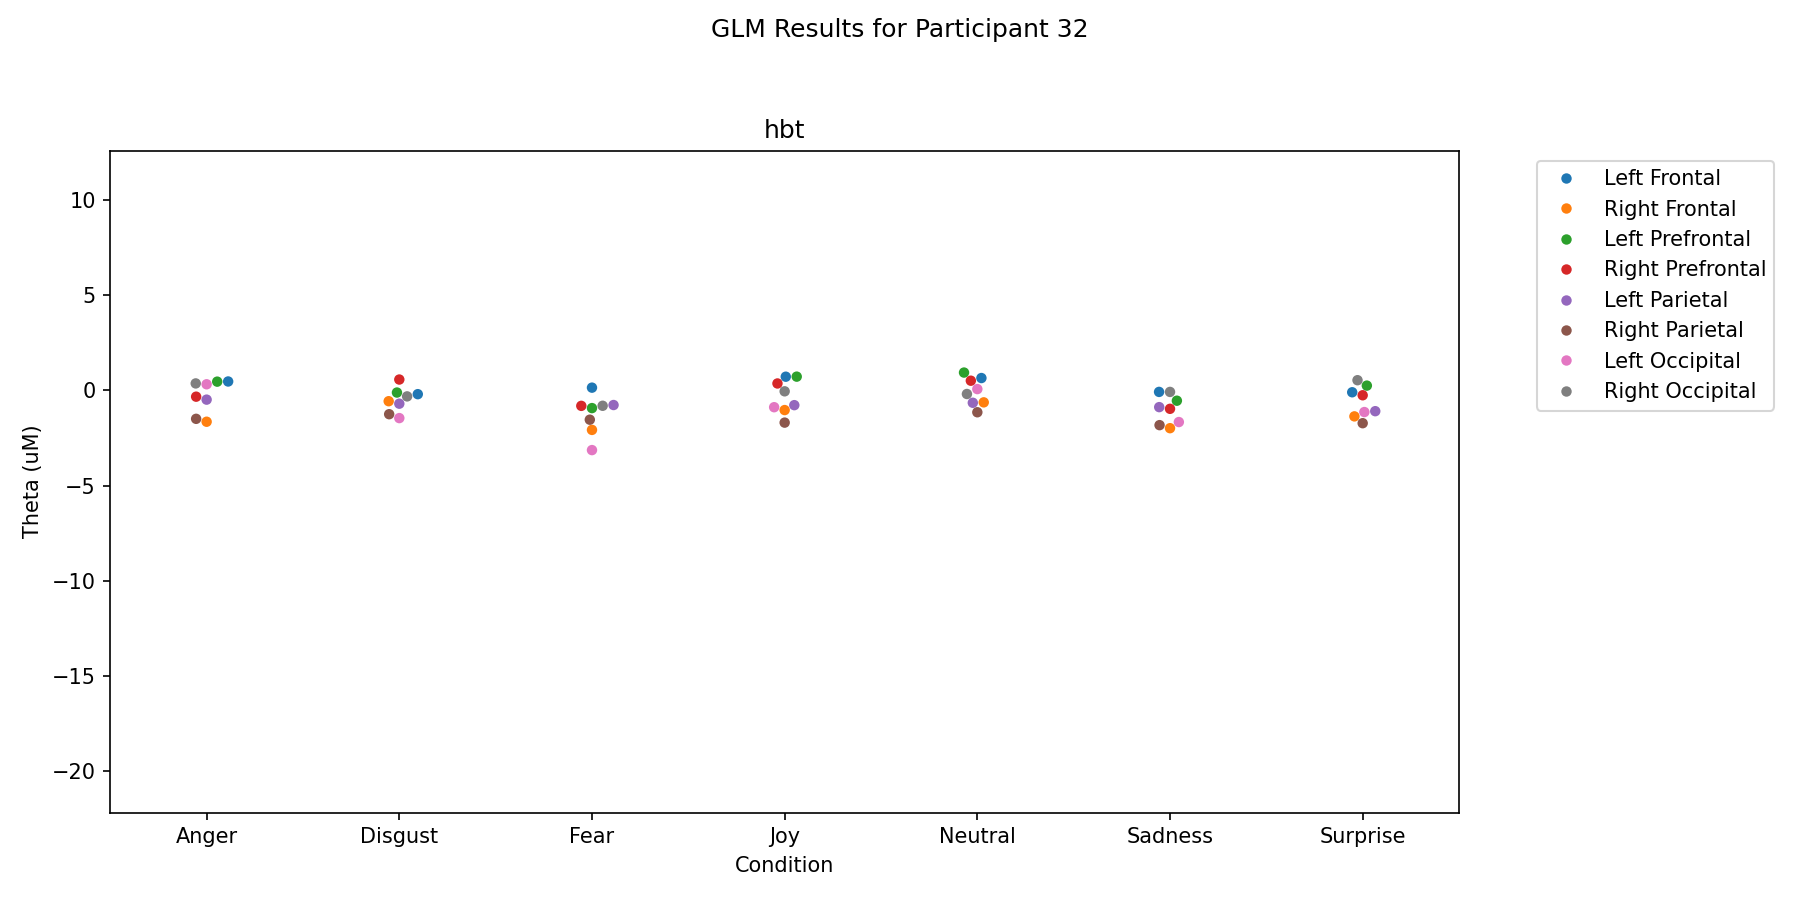 GLM Results for Participant 32
hbt
Theta (uM)
10
5
0
−5
−10
−15
−20
Anger Disgust Fear Joy Neutral Sadness Surprise
Condition
Left Frontal
Right Frontal
Left Prefrontal
Right Prefrontal
Left Parietal
Right Parietal
Left Occipital
Right Occipital